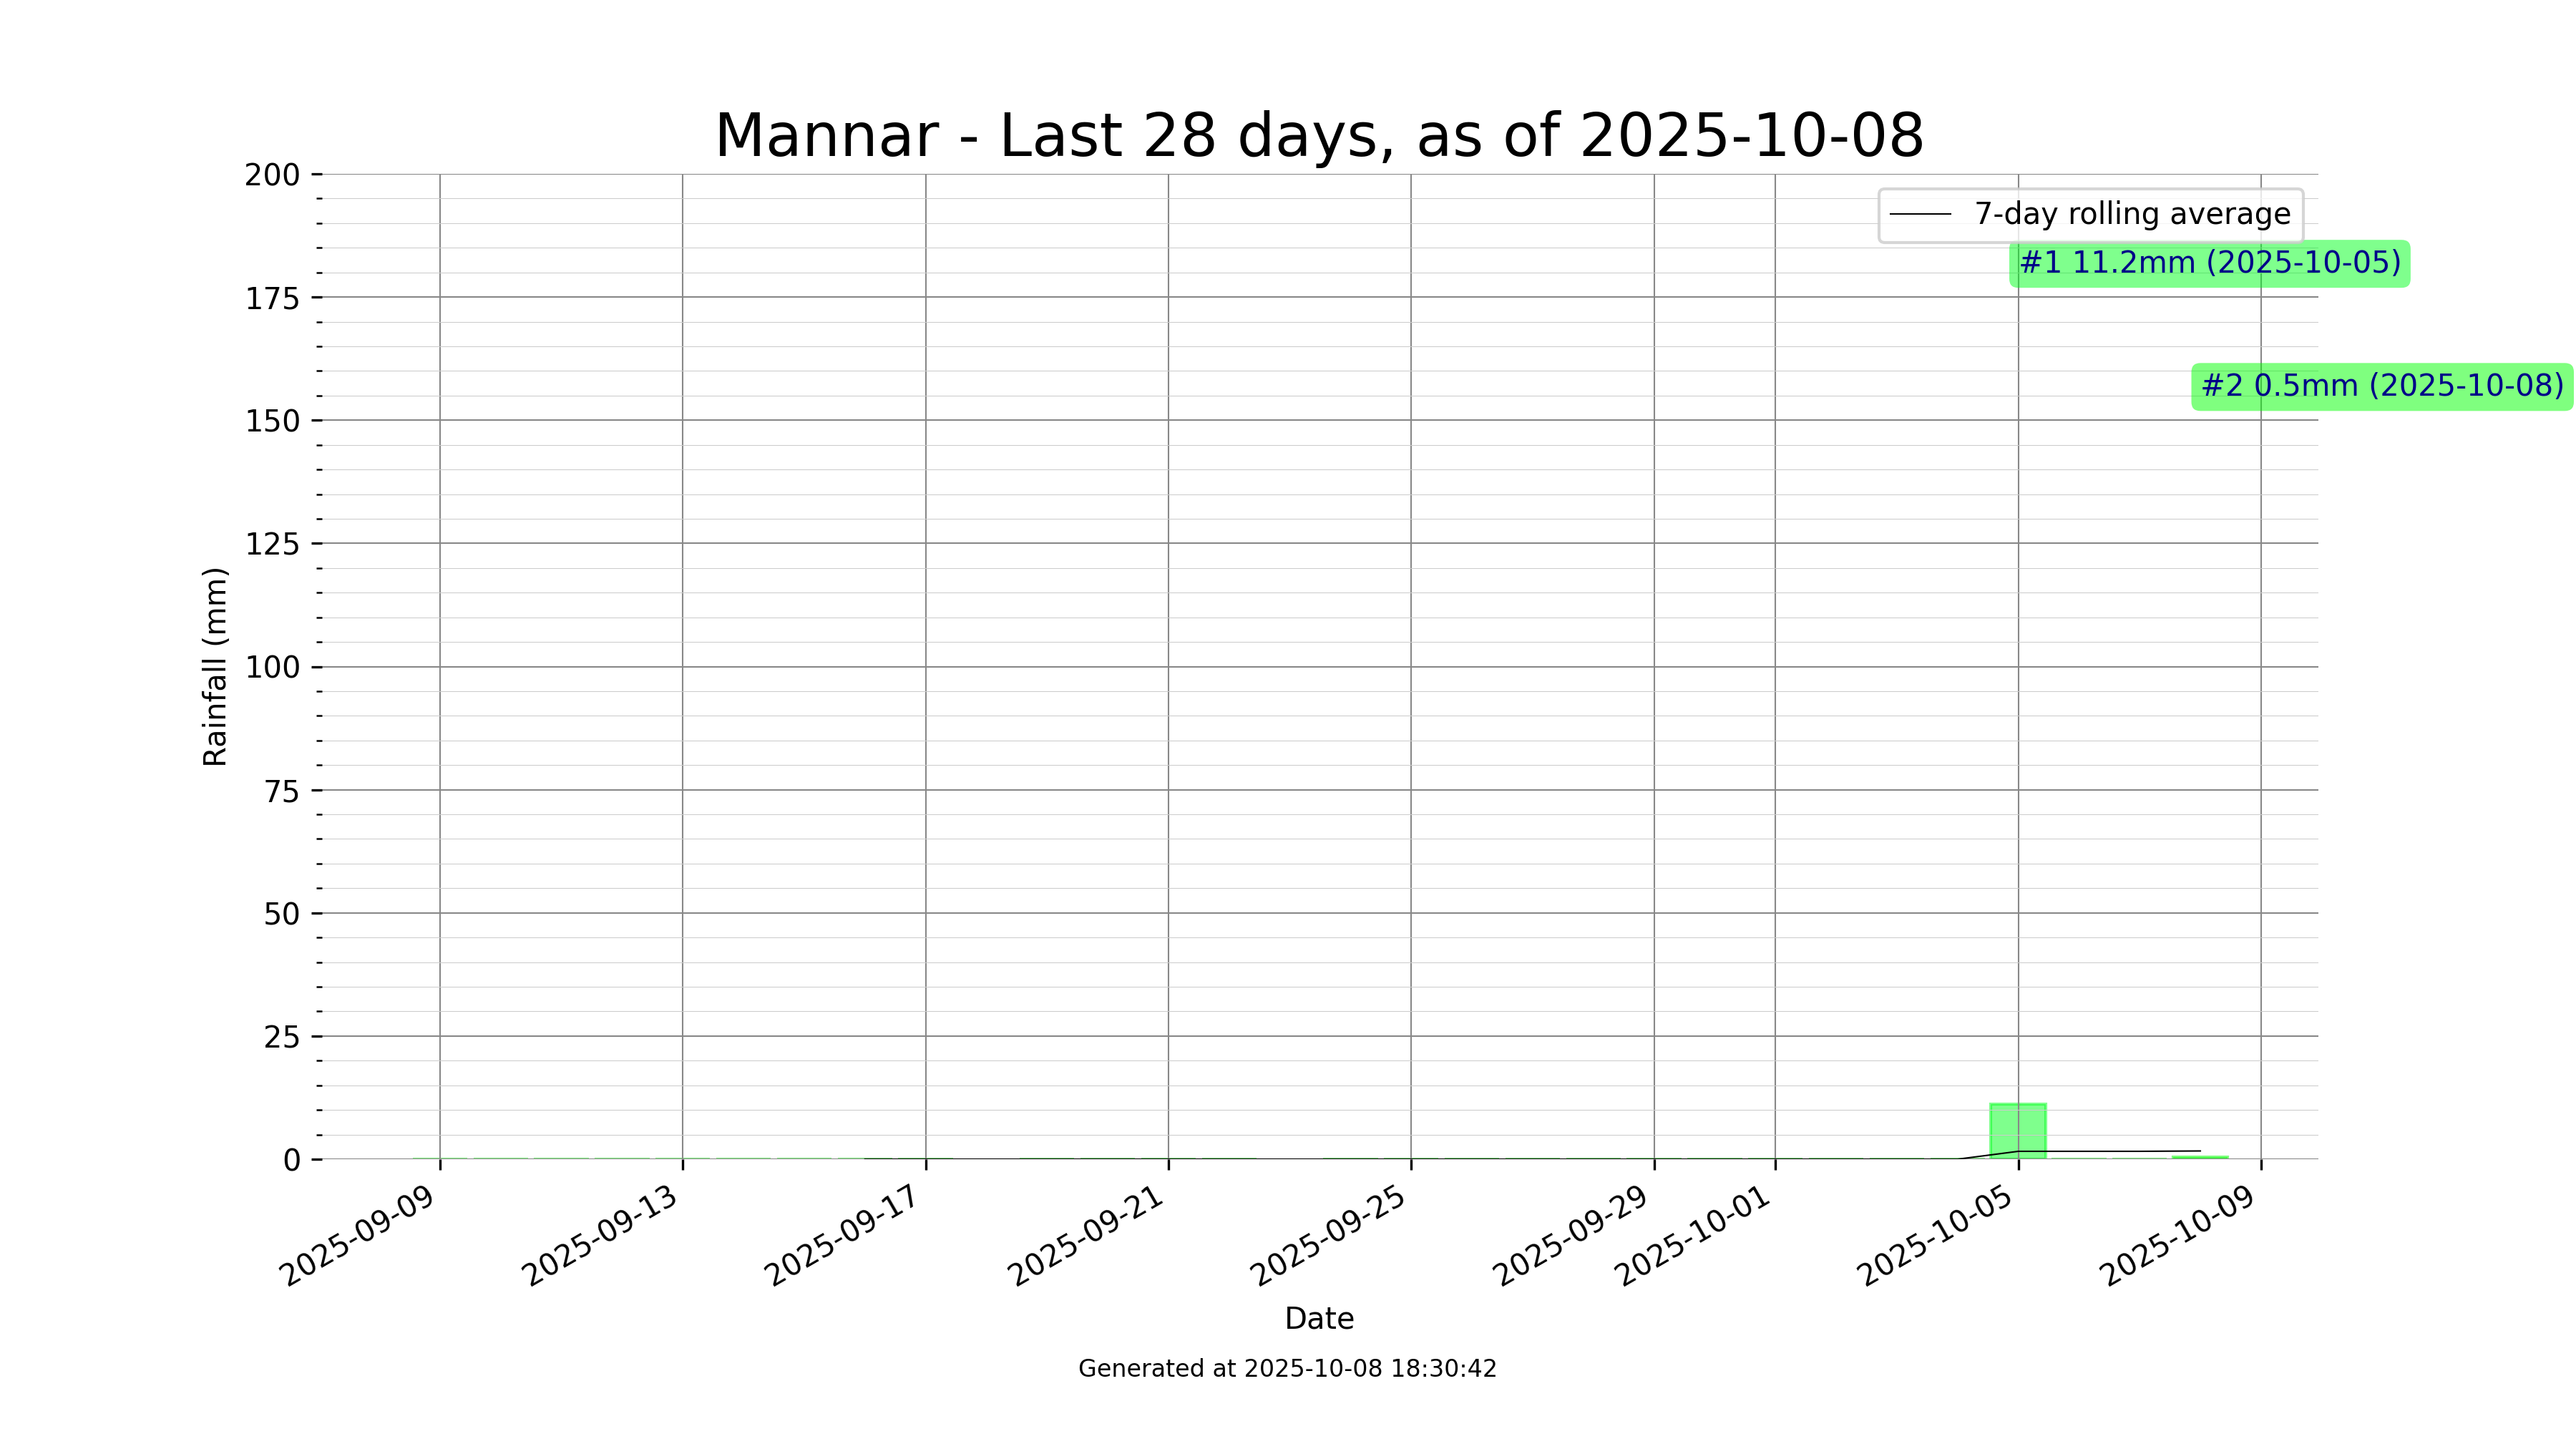 Mannar - Last 28 days, as of 2025-10-08
200
175
150
125
100
75
50
25
0
Rainfall (mm)
7-day rolling average
#1 11.2mm (2025-10-05)
#2 0.5mm (2025-10-08)
2025-09-09
2025-09-13
2025-09-17
2025-09-21
2025-09-25
2025-09-29
2025-10-01
2025-10-05
2025-10-09
Date
Generated at 2025-10-08 18:30:42